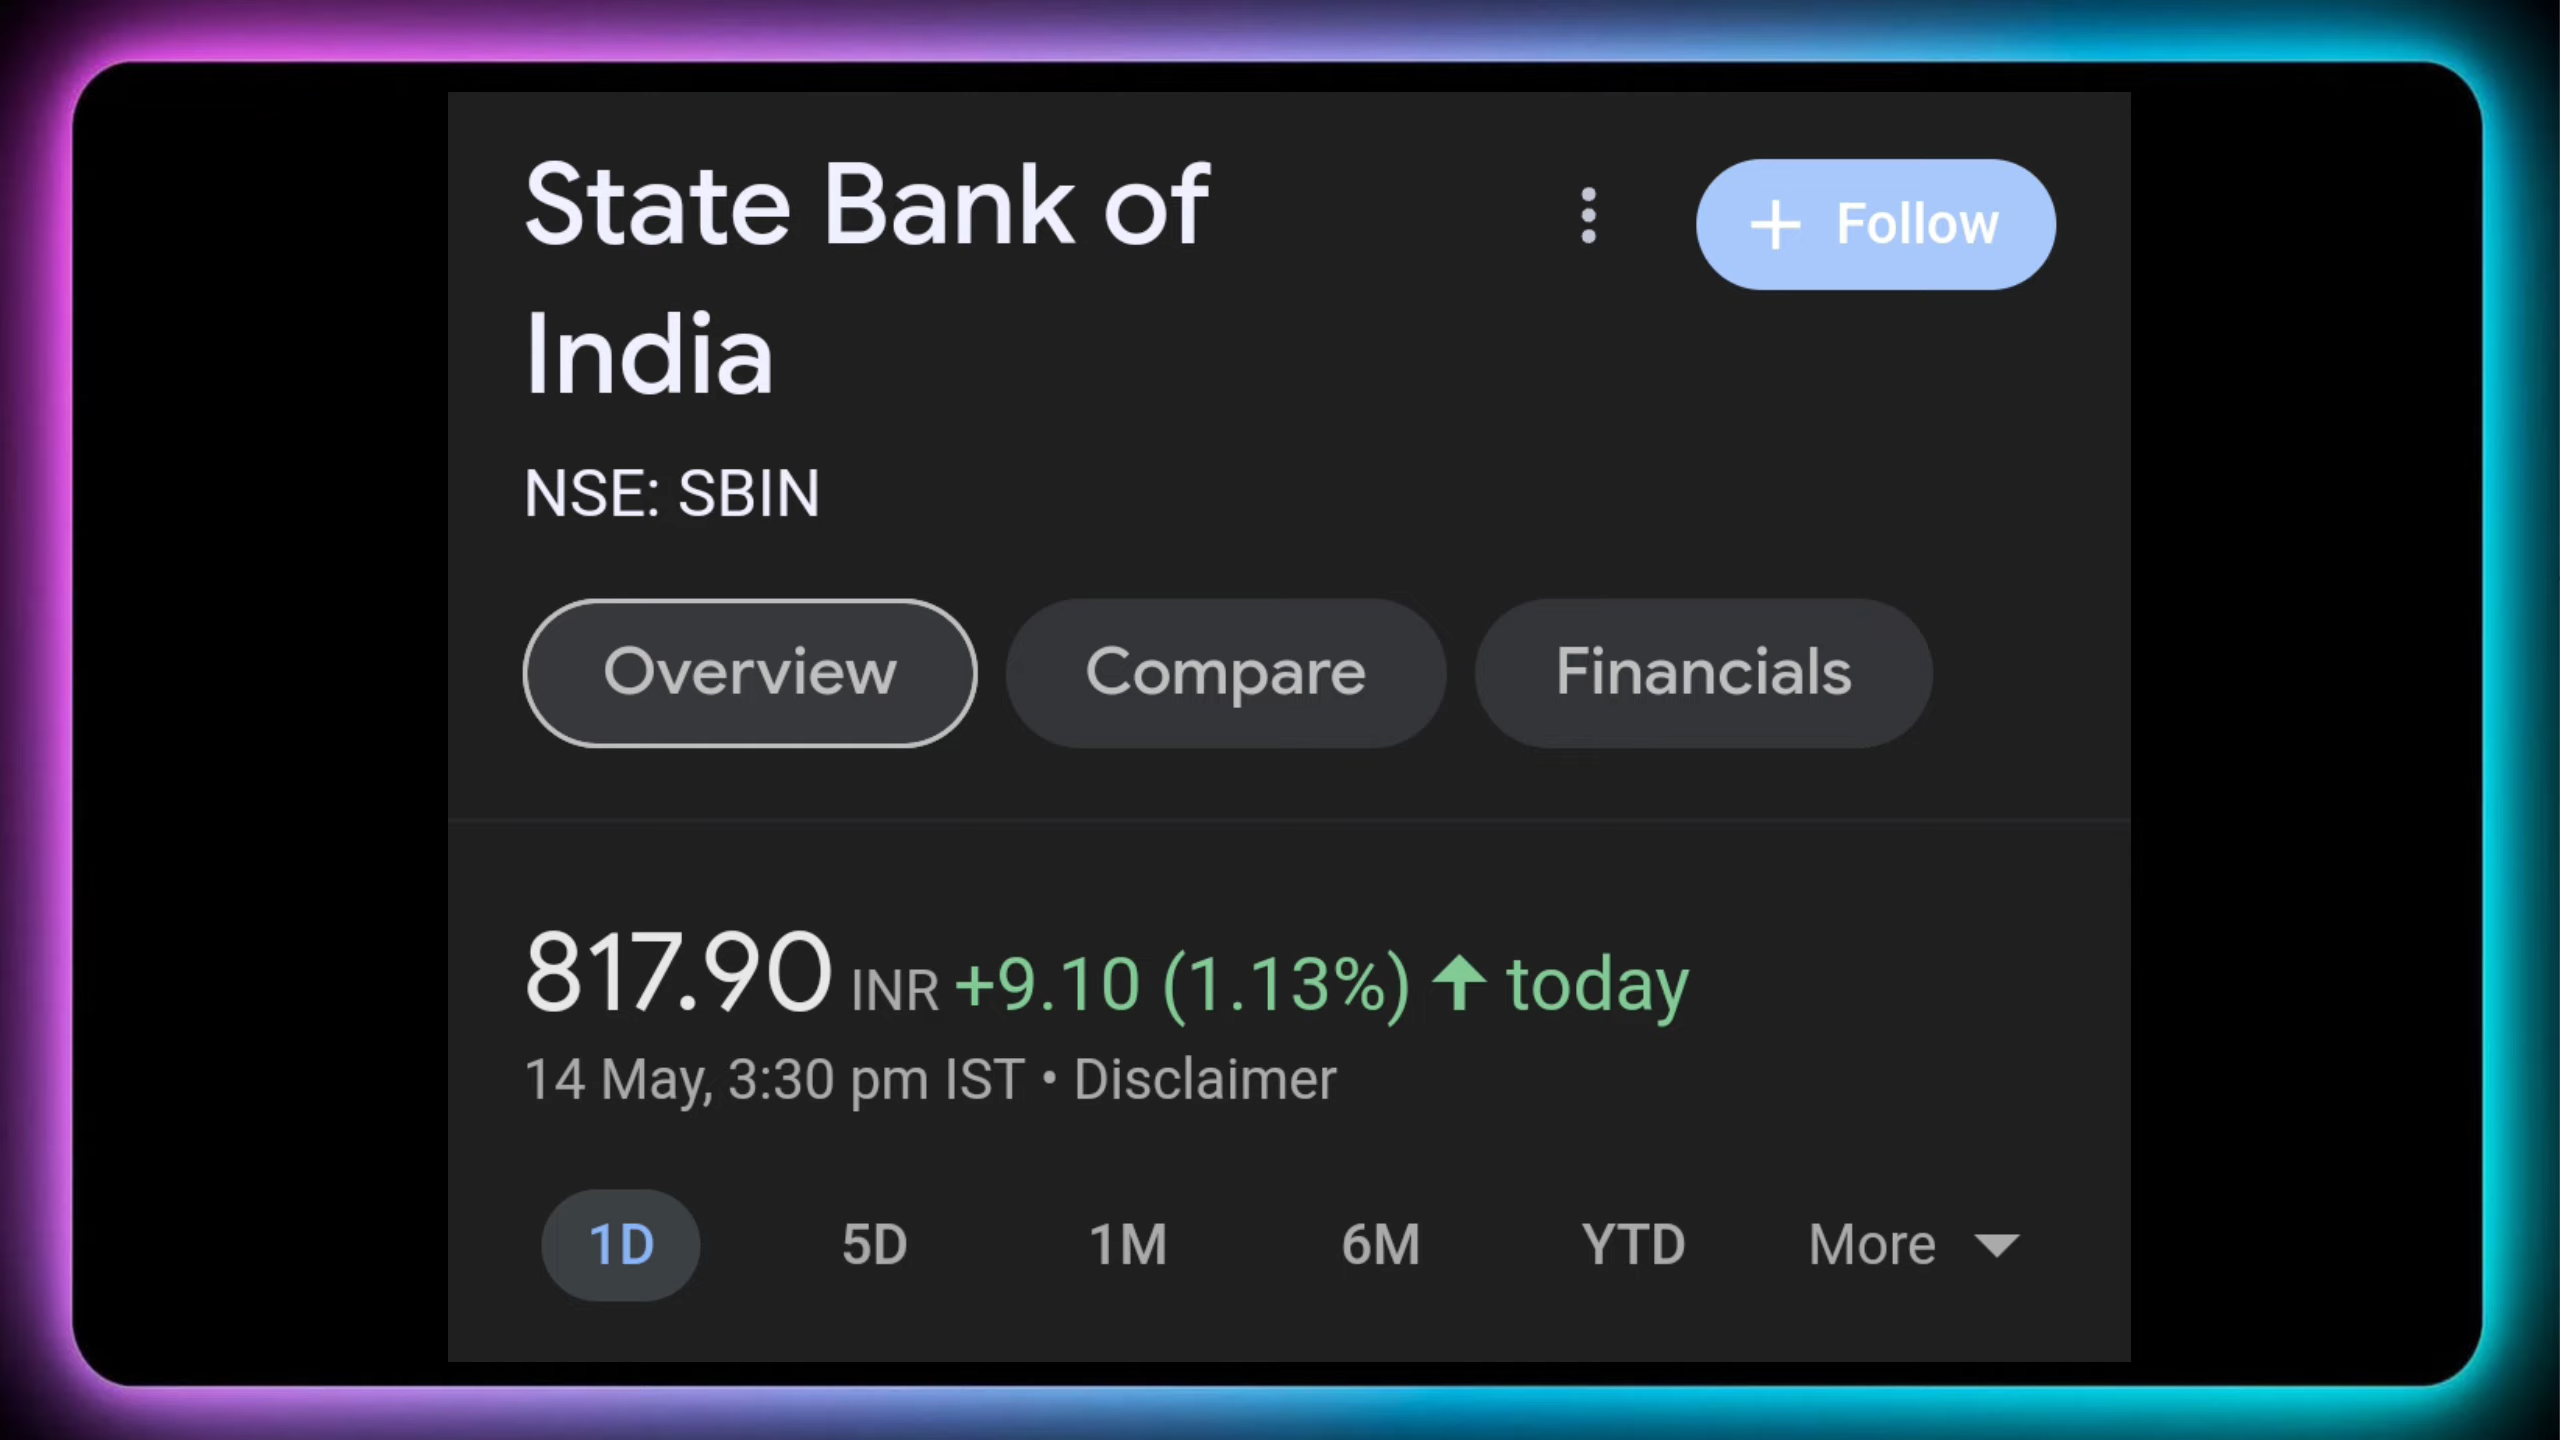 State Bank of
India
+ Follow
NSE: SBIN
Overview Compare Financials
817.90 INR +9.10 (1.13%) ↑ today
14 May, 3:30 pm IST • Disclaimer
1D 5D 1M 6M YTD More